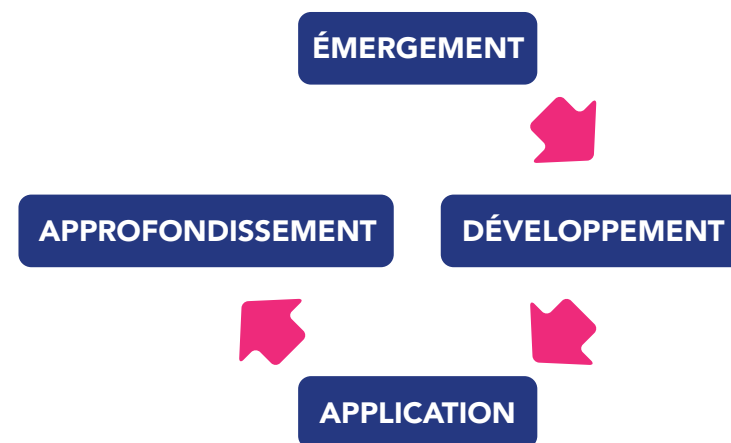 ÉMERGEMENT
APPROFONDISSEMENT
DÉVELOPPEMENT
APPLICATION